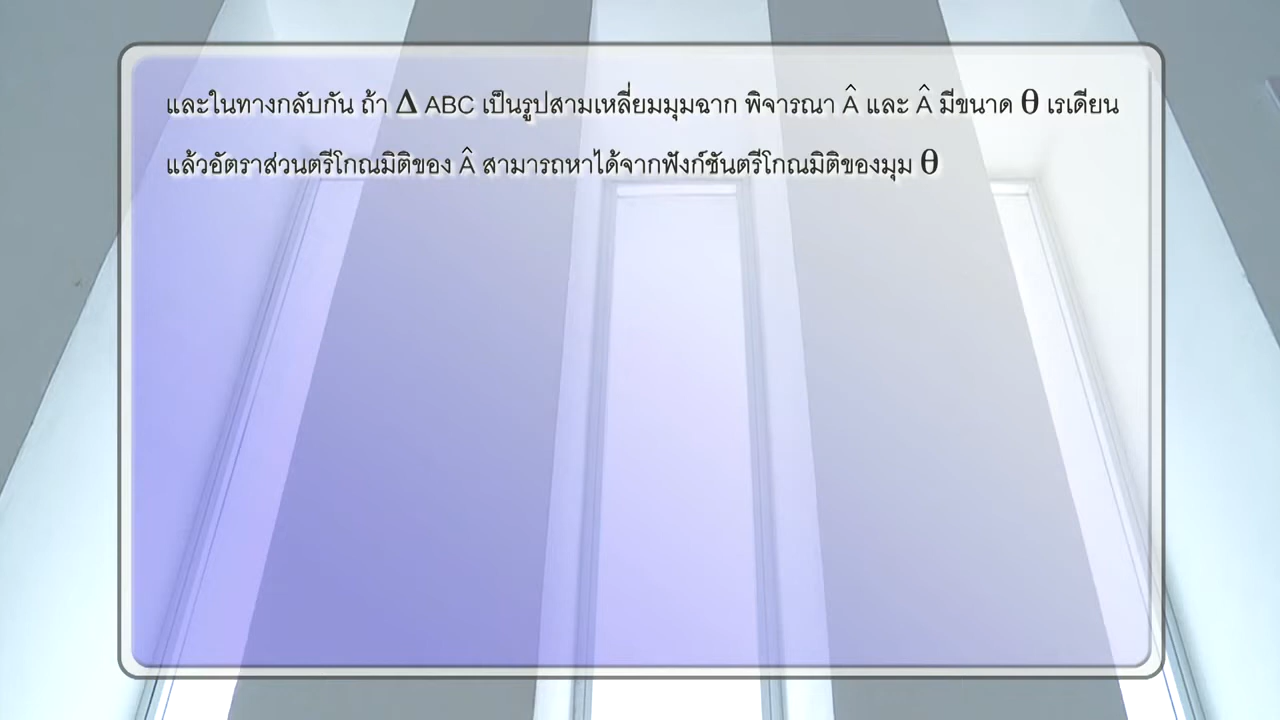 และในทางกลับกัน ถ้า Δ ABC เป็นรูปสามเหลี่ยมมุมฉาก พิจารณา Â และ Â มีขนาด θ เรเดียน
แล้วอัตราส่วนตรีโกณมิติของ Â สามารถหาได้จากฟังก์ชันตรีโกณมิติของมุม θ